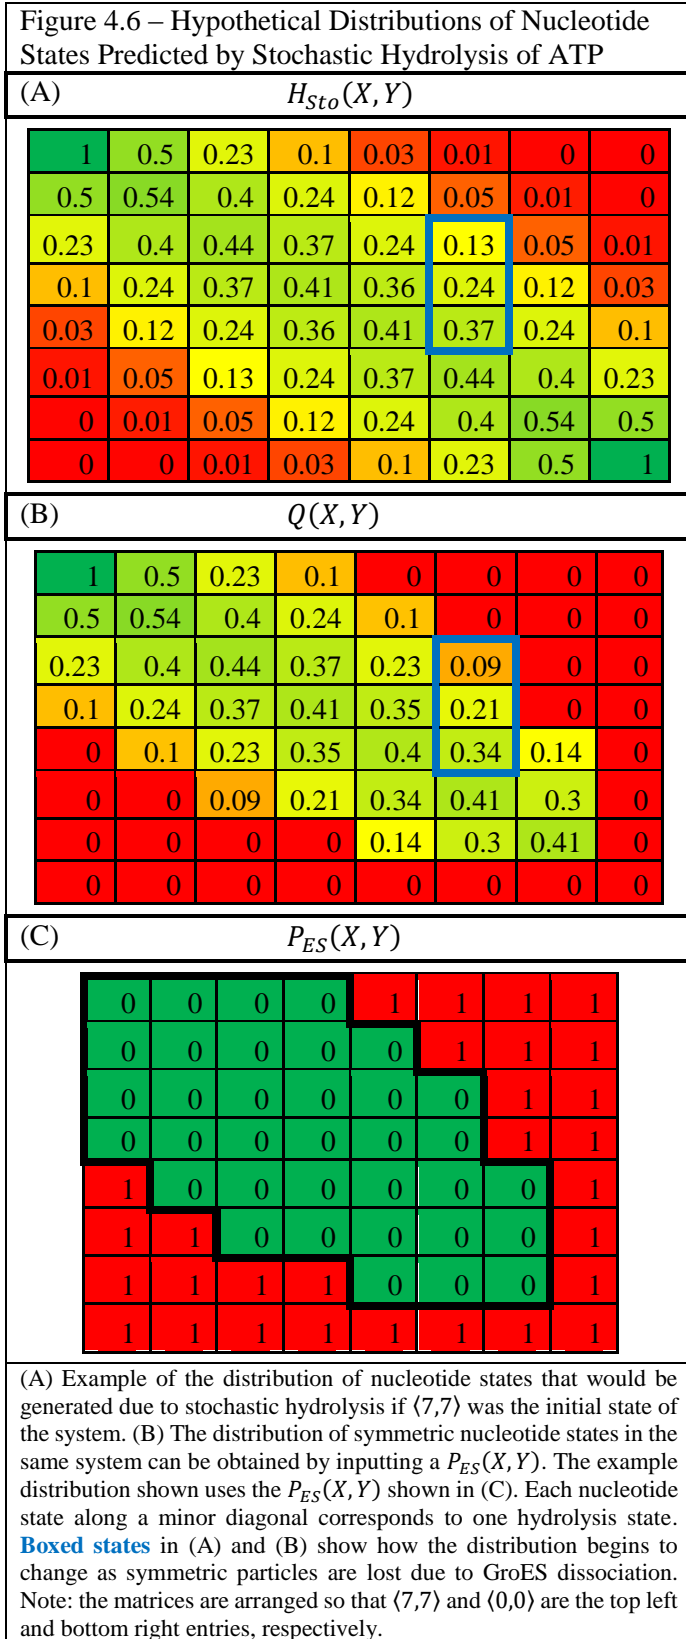 Figure 4.6 – Hypothetical Distributions of Nucleotide
States Predicted by Stochastic Hydrolysis of ATP
(A) H_{Sto}(X, Y)
1 0.5 0.23 0.1 0.03 0.01 0 0
0.5 0.54 0.4 0.24 0.12 0.05 0.01 0
0.23 0.4 0.44 0.37 0.24 0.13 0.05 0.01
0.1 0.24 0.37 0.41 0.36 0.24 0.12 0.03
0.03 0.12 0.24 0.36 0.41 0.37 0.24 0.1
0.01 0.05 0.13 0.24 0.37 0.44 0.4 0.23
0 0.01 0.05 0.12 0.24 0.4 0.54 0.5
0 0 0.01 0.03 0.1 0.23 0.5 1
(B) Q(X, Y)
1 0.5 0.23 0.1 0 0 0 0
0.5 0.54 0.4 0.24 0.1 0 0 0
0.23 0.4 0.44 0.37 0.23 0.09 0 0
0.1 0.24 0.37 0.41 0.35 0.21 0 0
0 0.1 0.23 0.35 0.4 0.34 0.14 0
0 0 0.09 0.21 0.34 0.41 0.3 0
0 0 0 0 0.14 0.3 0.41 0
0 0 0 0 0 0 0 0
(C) P_{ES}(X, Y)
0 0 0 0 1 1 1 1
0 0 0 0 0 1 1 1
0 0 0 0 0 0 1 1
0 0 0 0 0 0 1 1
1 0 0 0 0 0 0 1
1 1 0 0 0 0 0 1
1 1 1 1 0 0 0 1
1 1 1 1 1 1 1 1
(A) Example of the distribution of nucleotide states that would be
generated due to stochastic hydrolysis if ⟨7,7⟩ was the initial state of
the system. (B) The distribution of symmetric nucleotide states in the
same system can be obtained by inputting a P_{ES}(X, Y). The example
distribution shown uses the P_{ES}(X, Y) shown in (C). Each nucleotide
state along a minor diagonal corresponds to one hydrolysis state.
Boxed states in (A) and (B) show how the distribution begins to
change as symmetric particles are lost due to GroES dissociation.
Note: the matrices are arranged so that ⟨7,7⟩ and ⟨0,0⟩ are the top left
and bottom right entries, respectively.